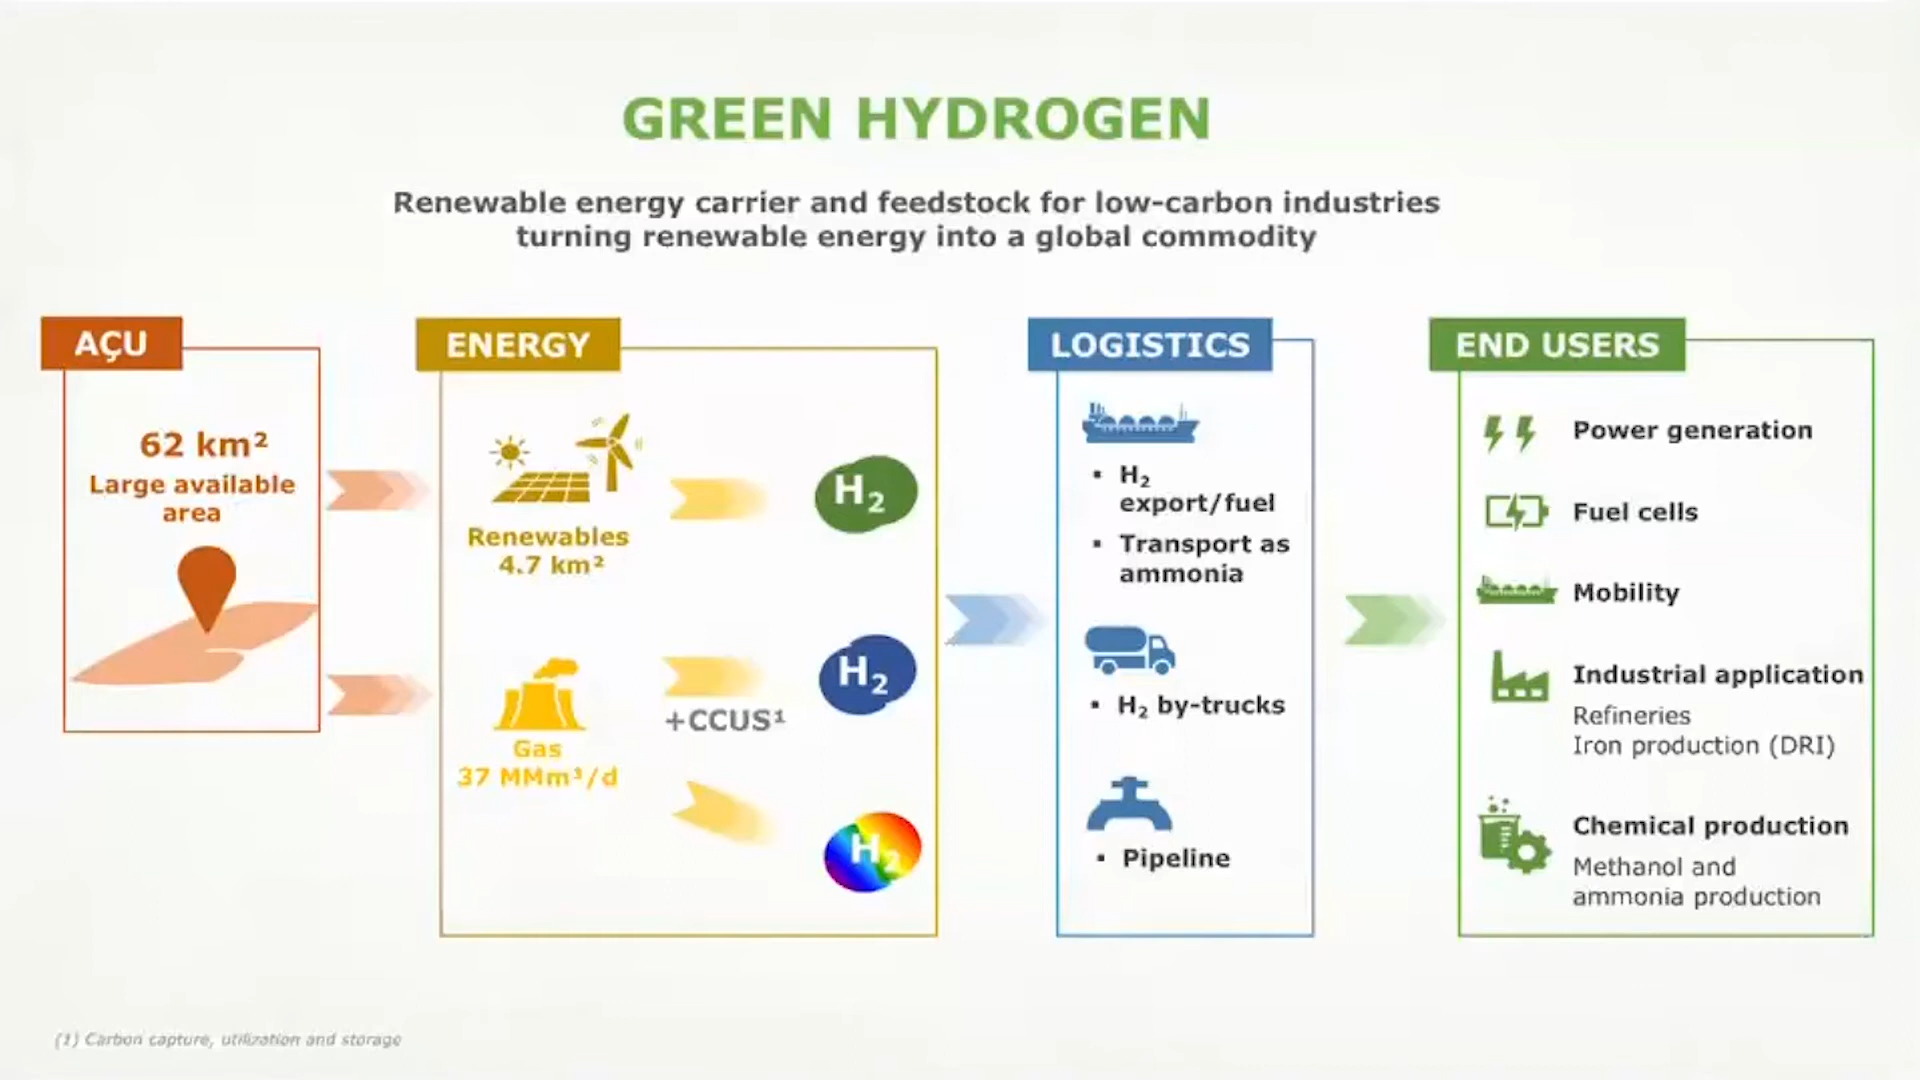 GREEN HYDROGEN
Renewable energy carrier and feedstock for low-carbon industries
turning renewable energy into a global commodity
AÇU
62 km²
Large available
area
ENERGY
Renewables
4.7 km²
H₂
Gas
37 MMm³/d
+CCUS¹
H₂
H₂
LOGISTICS
▪ H₂
export/fuel
▪ Transport as
ammonia
▪ H₂ by-trucks
▪ Pipeline
END USERS
Power generation
Fuel cells
Mobility
Industrial application
Refineries
Iron production (DRI)
Chemical production
Methanol and
ammonia production
(1) Carbon capture, utilization and storage